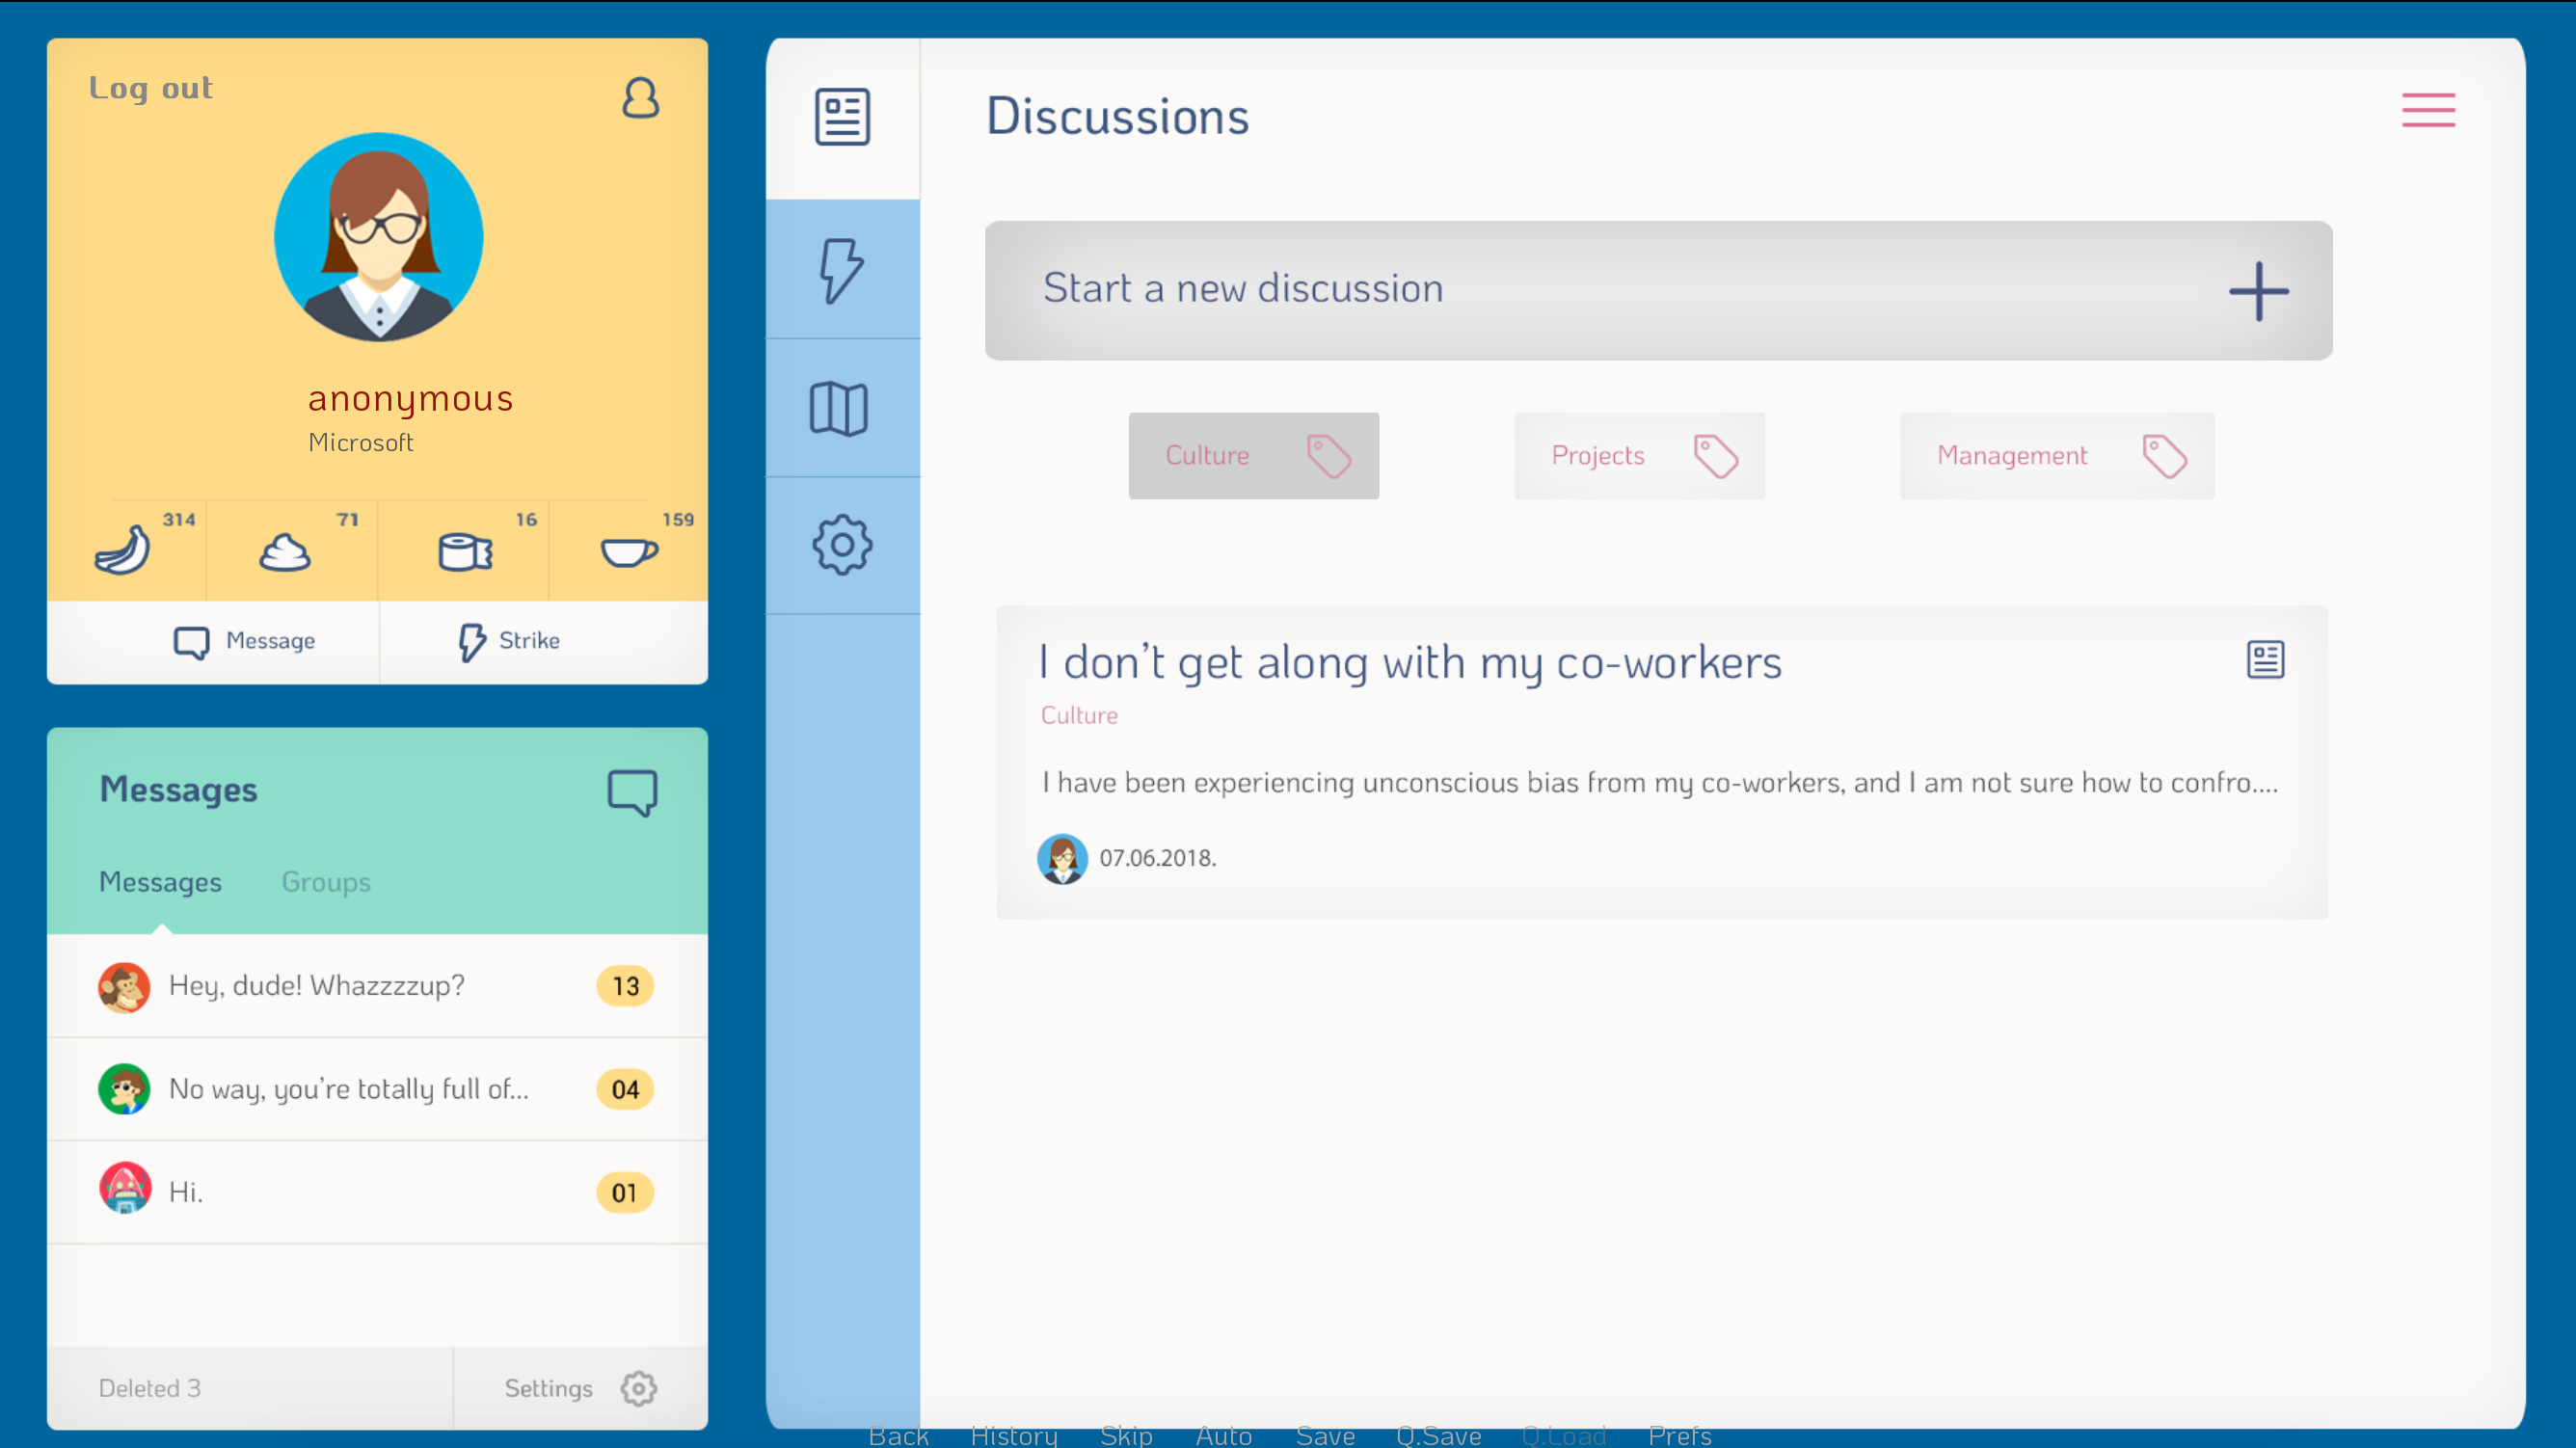 Log out
anonymous
Microsoft
314
71
16
159
Message
Strike
Messages
Messages Groups
Hey, dude! Whazzzzup? 13
No way, you're totally full of... 04
Hi. 01
Deleted 3
Settings
Discussions
Start a new discussion
Culture
Projects
Management
I don't get along with my co-workers
Culture
I have been experiencing unconscious bias from my co-workers, and I am not sure how to confro....
07.06.2018.
Back History Skip Auto Save Q.Save Q.Load Prefs